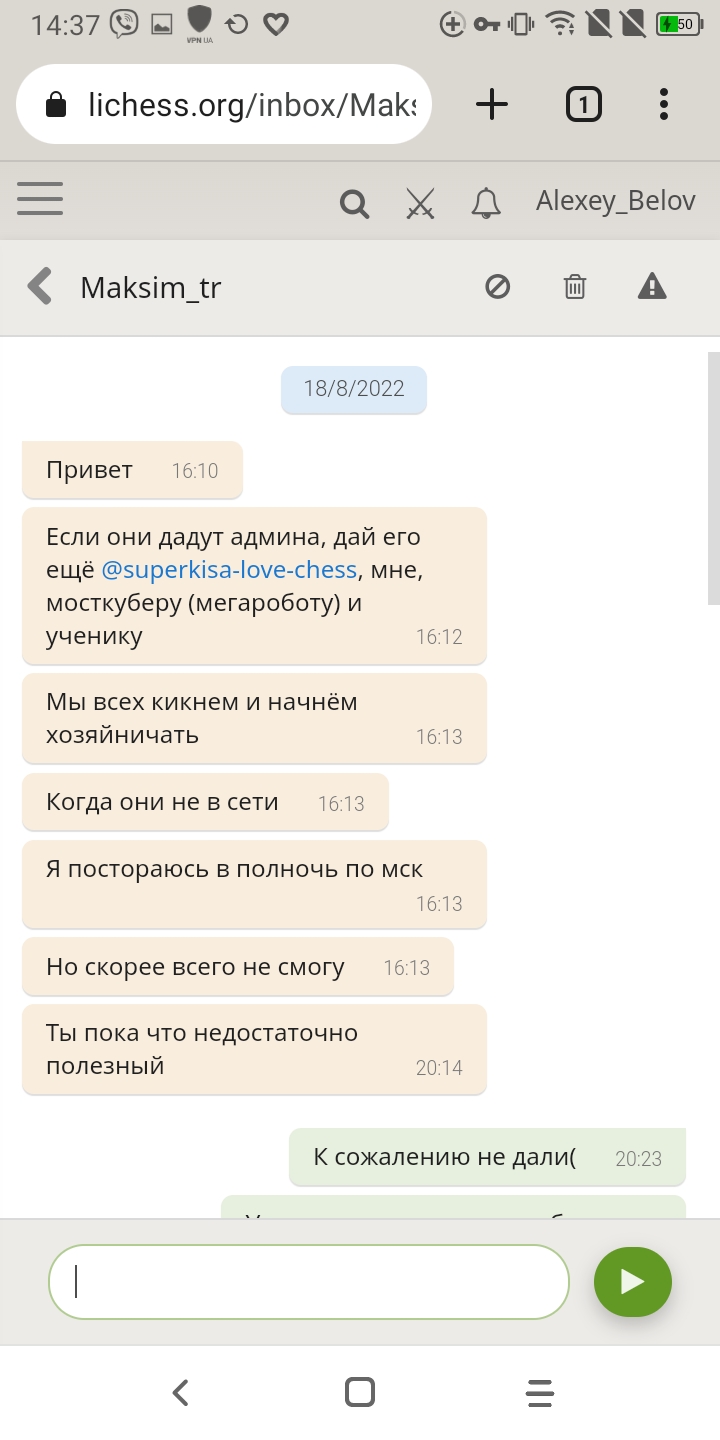 14:37
VPN UA
50
lichess.org/inbox/Maks
1
Alexey_Belov
Maksim_tr
18/8/2022
Привет 16:10
Если они дадут админа, дай его
ещё @superkisa-love-chess, мне,
мосткуберу (мегароботу) и
ученику 16:12
Мы всех кикнем и начнём
хозяйничать 16:13
Когда они не в сети 16:13
Я постораюсь в полночь по мск
16:13
Но скорее всего не смогу 16:13
Ты пока что недостаточно
полезный 20:14
К сожалению не дали( 20:23